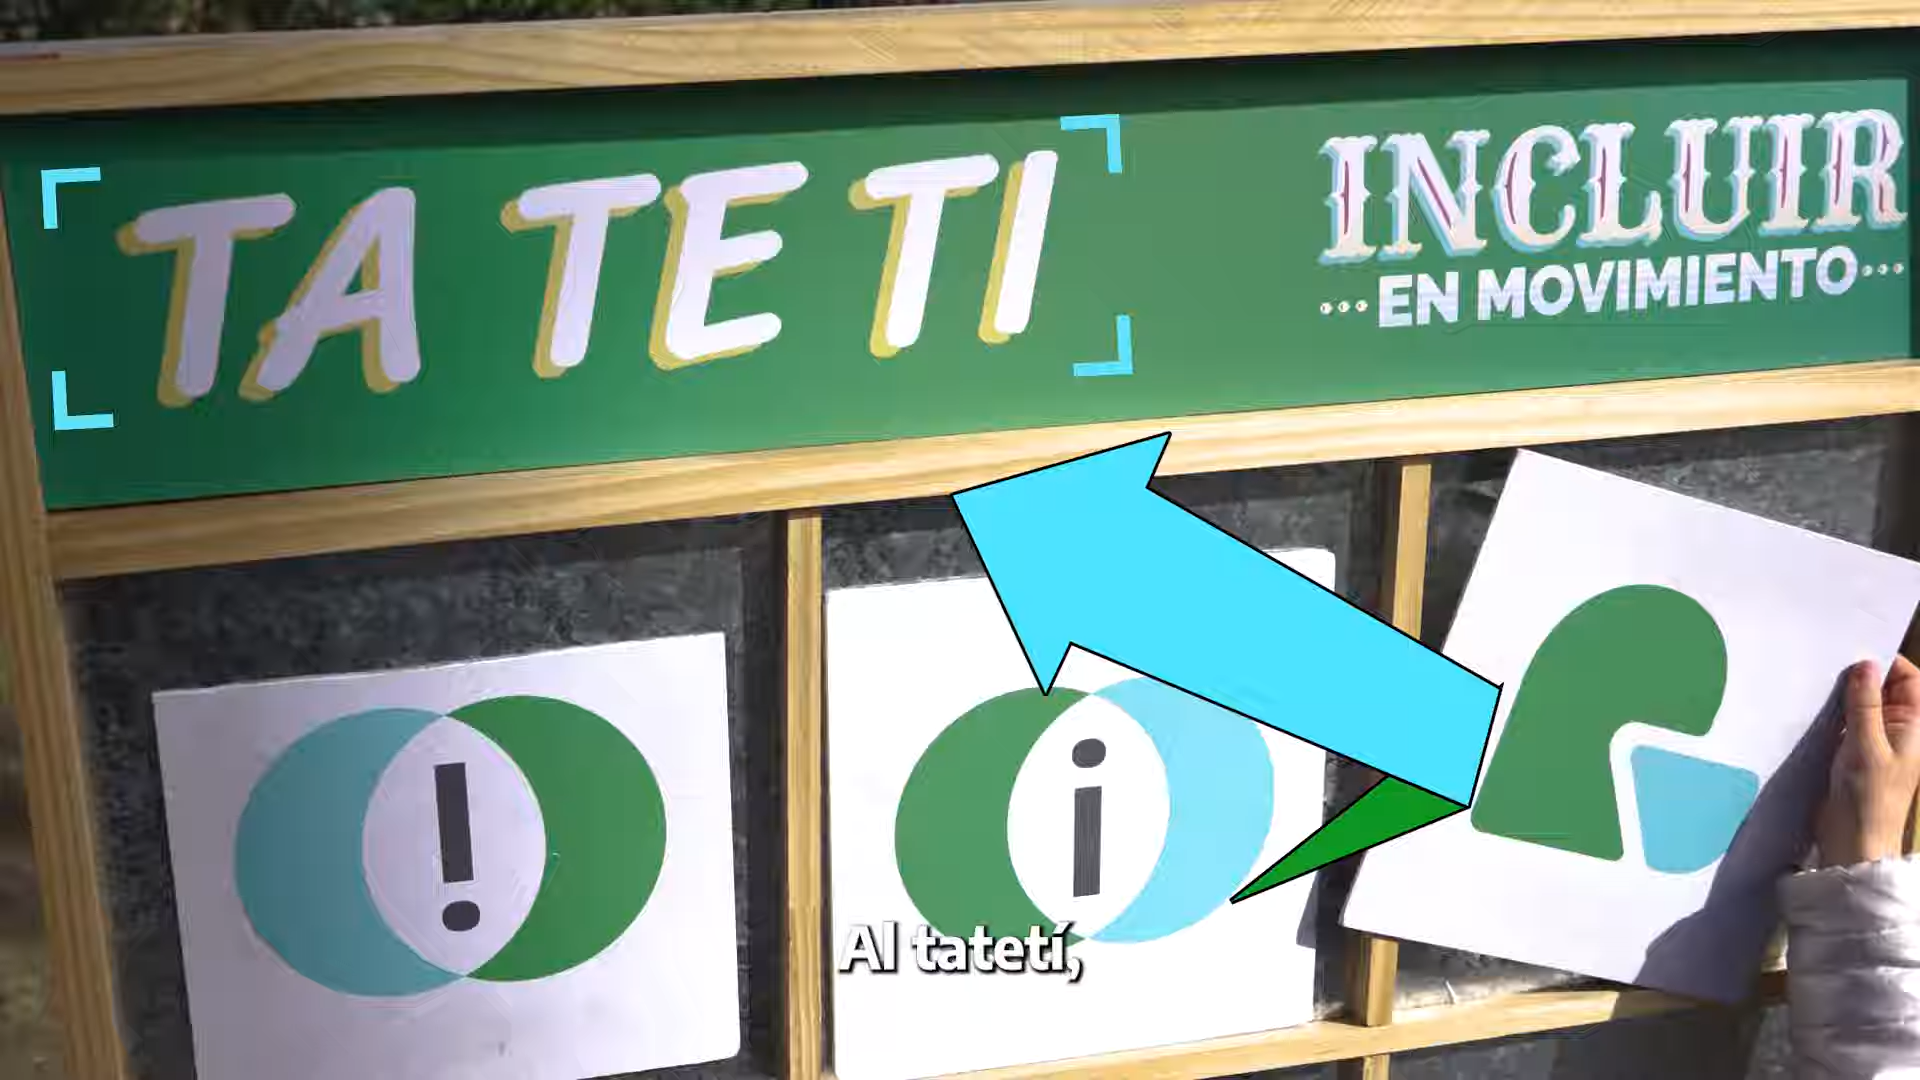 TA TE TI
INCLUIR
EN MOVIMIENTO
!
i
Al tatetí,